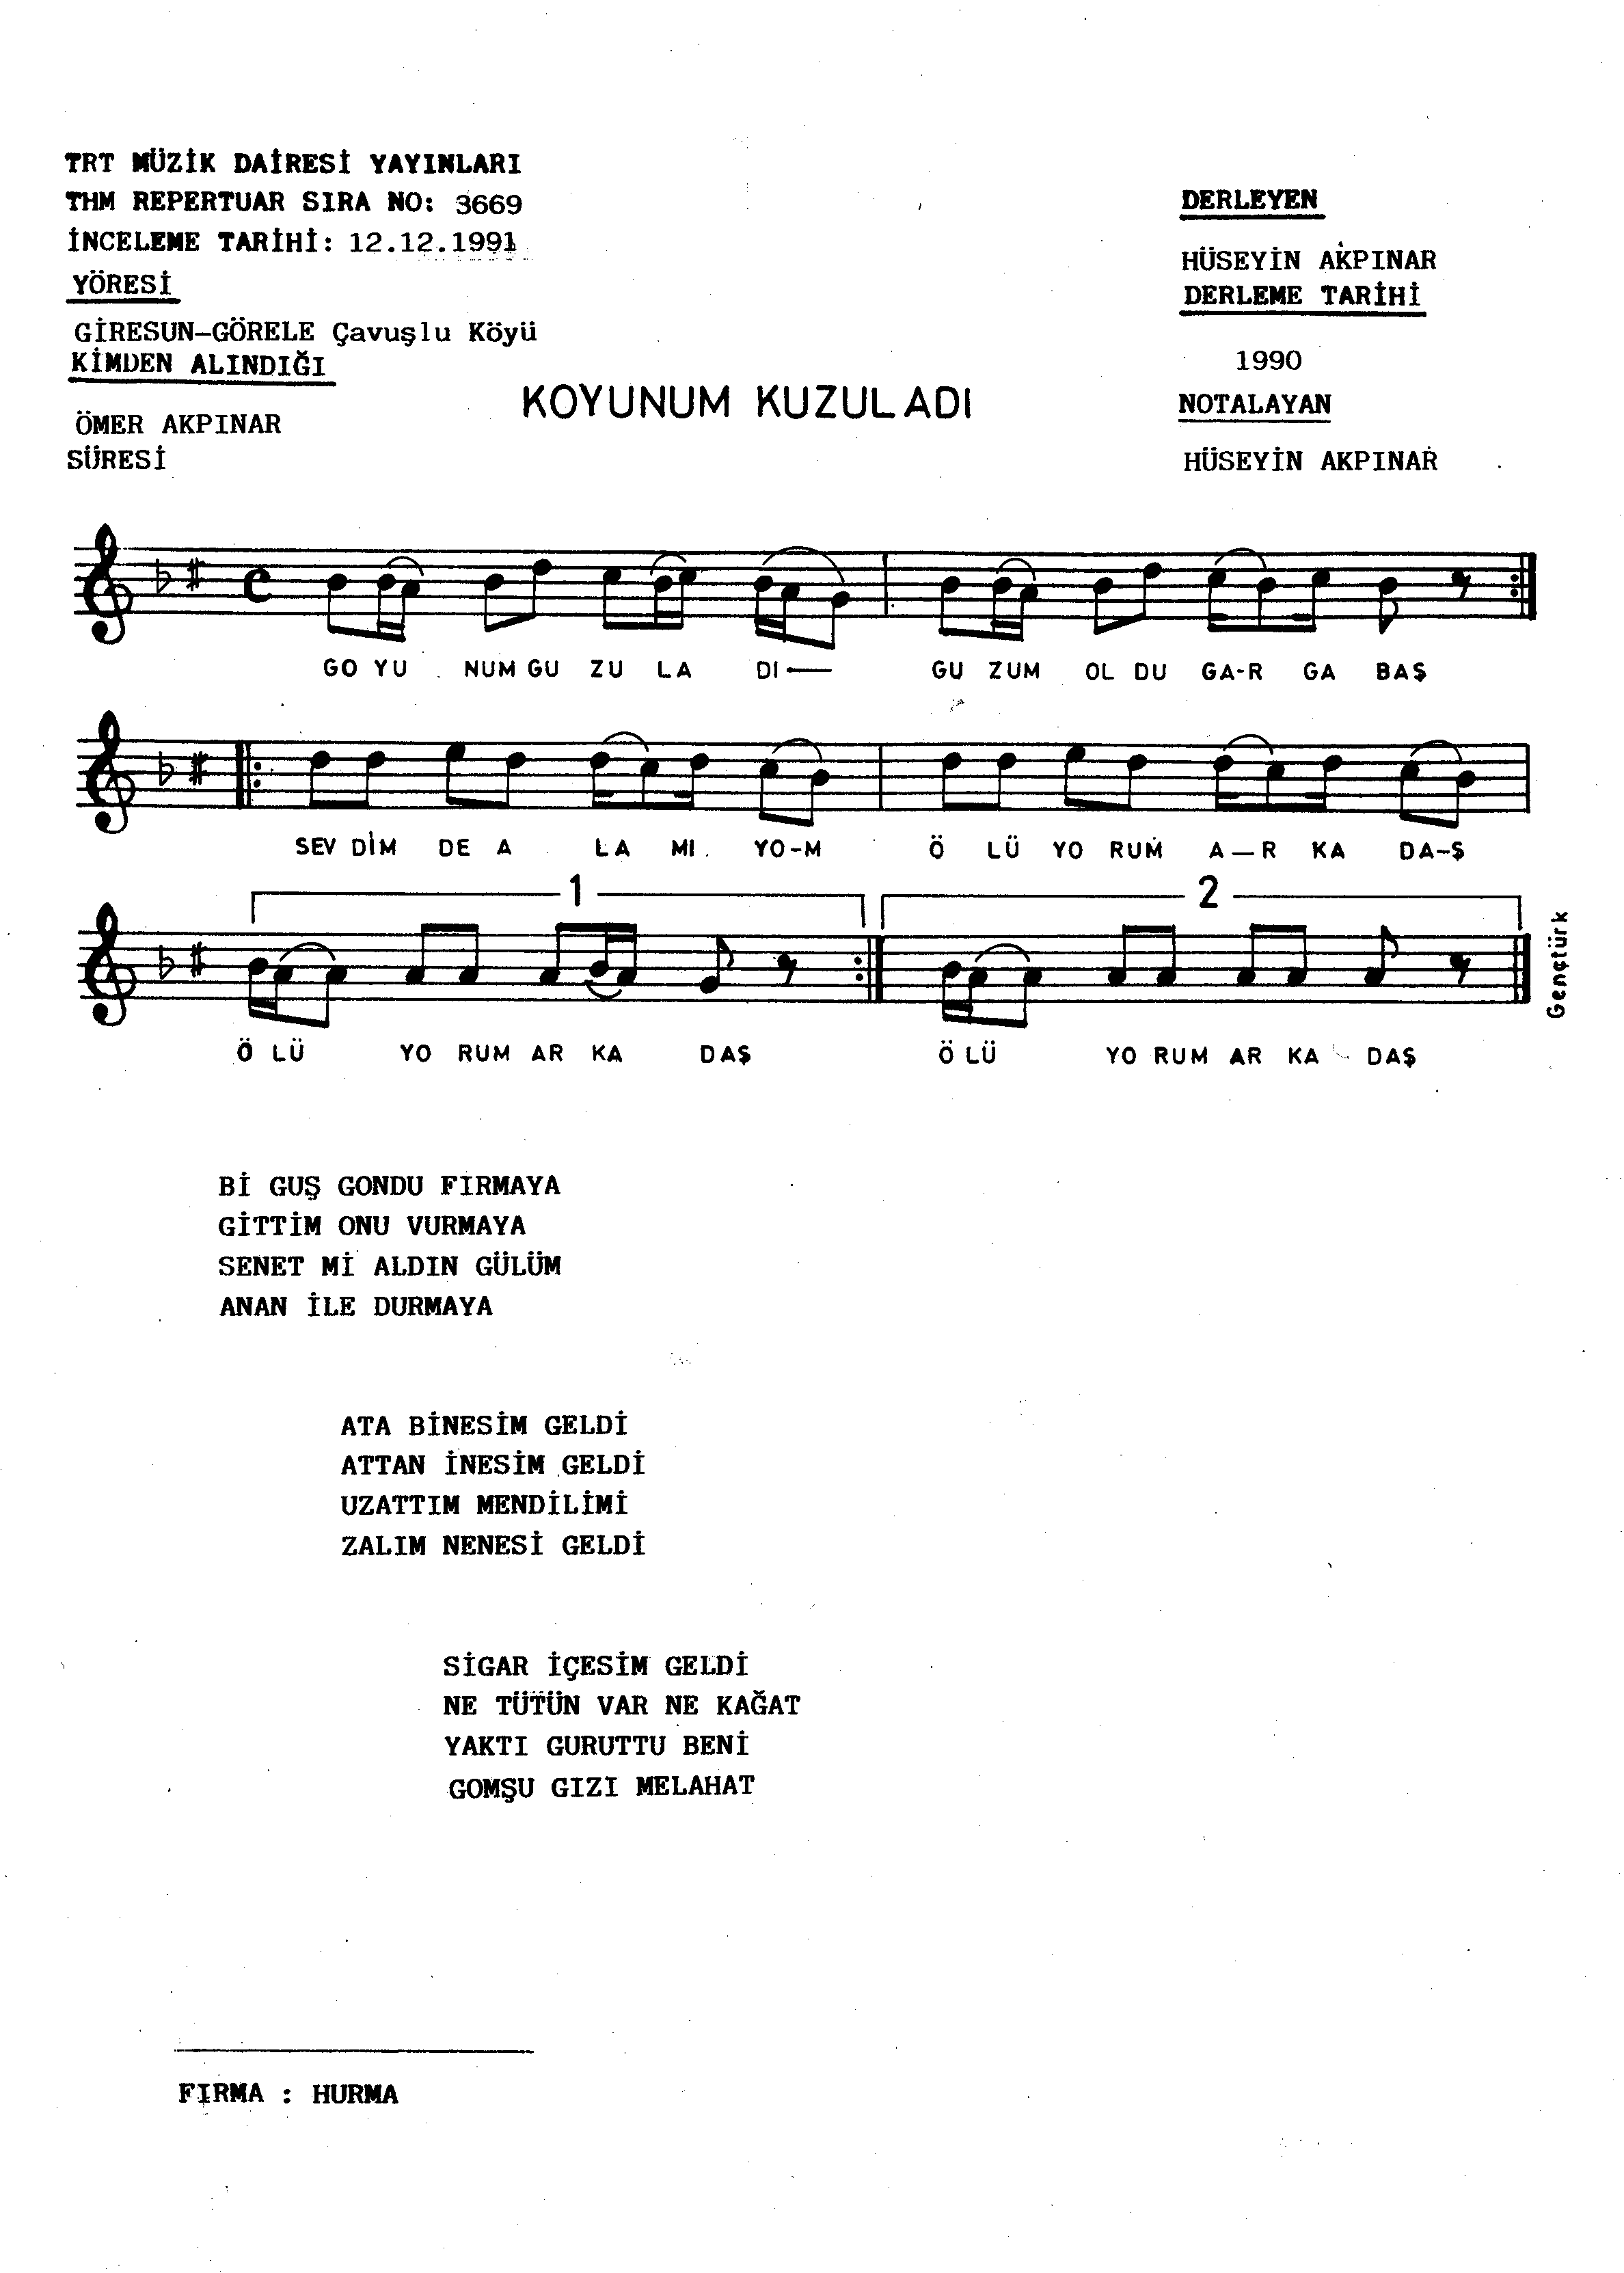 TRT MÜZİK DAİRESİ YAYINLARI
THM REPERTUAR SIRA NO: 3669
İNCELEME TARİHİ: 12.12.1991
YÖRESİ
GİRESUN-GÖRELE Çavuşlu Köyü
KİMDEN ALINDIĞI
ÖMER AKPINAR
SÜRESİ
KOYUNUM KUZULADI
DERLEYEN
HÜSEYİN AKPINAR
DERLEME TARİHİ
1990
NOTALAYAN
HÜSEYİN AKPINAR
GO YU NUM GU ZU LA DI— GU ZUM OL DU GA-R GA BAŞ
SEV DİM DE A LA MI YO-M Ö LÜ YO RUM A—R KA DA-Ş
1 2
Ö LÜ YO RUM AR KA DAŞ Ö LÜ YO RUM AR KA DAŞ
Gençtürk
Bİ GUŞ GONDU FIRMAYA
GİTTİM ONU VURMAYA
SENET Mİ ALDIN GÜLÜM
ANAN İLE DURMAYA
ATA BİNESİM GELDİ
ATTAN İNESİM GELDİ
UZATTIM MENDİLİMİ
ZALIM NENESİ GELDİ
SİGAR İÇESİM GELDİ
NE TÜTÜN VAR NE KAĞAT
YAKTI GURUTTU BENİ
GOMŞU GIZI MELAHAT
FIRMA : HURMA